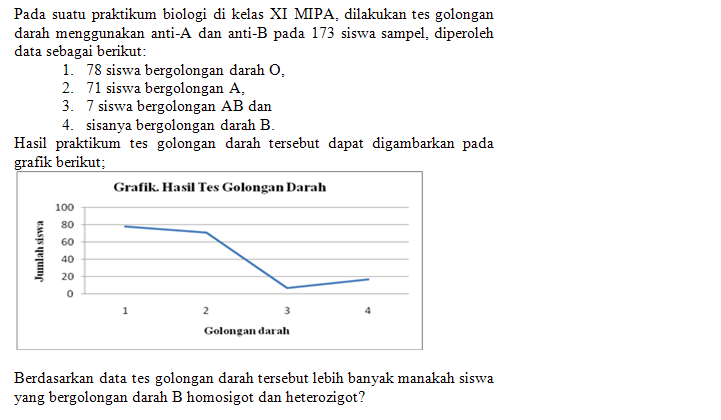 Pada suatu praktikum biologi di kelas XI MIPA, dilakukan tes golongan
darah menggunakan anti-A dan anti-B pada 173 siswa sampel, diperoleh
data sebagai berikut:
1. 78 siswa bergolongan darah O,
2. 71 siswa bergolongan A,
3. 7 siswa bergolongan AB dan
4. sisanya bergolongan darah B.
Hasil praktikum tes golongan darah tersebut dapat digambarkan pada
grafik berikut;
Grafik. Hasil Tes Golongan Darah
Jumlah siswa
100
80
60
40
20
0
1 2 3 4
Golongan darah
Berdasarkan data tes golongan darah tersebut lebih banyak manakah siswa
yang bergolongan darah B homosigot dan heterozigot?